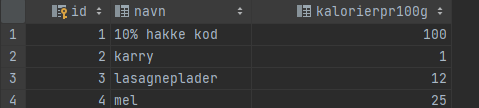 id navn kalorierpr100g
1 1 10% hakke kod 100
2 2 karry 1
3 3 lasagneplader 12
4 4 mel 25